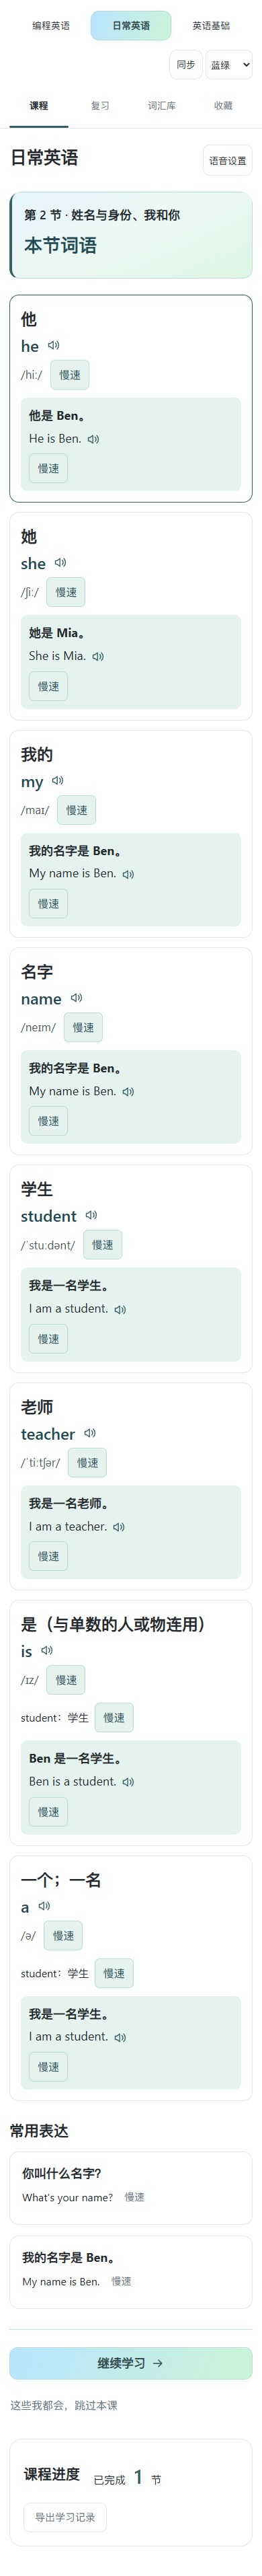 编程英语 日常英语 英语基础
同步 蓝绿
课程 复习 词汇库 收藏
日常英语 语音设置
第 2 节 · 姓名与身份、我和你
本节词语
他
he
/hiː/ 慢速
他是 Ben。
He is Ben.
慢速
她
she
/ʃiː/ 慢速
她是 Mia。
She is Mia.
慢速
我的
my
/maɪ/ 慢速
我的名字是 Ben。
My name is Ben.
慢速
名字
name
/neɪm/ 慢速
我的名字是 Ben。
My name is Ben.
慢速
学生
student
/ˈstuːdənt/ 慢速
我是一名学生。
I am a student.
慢速
老师
teacher
/ˈtiːtʃər/ 慢速
我是一名老师。
I am a teacher.
慢速
是（与单数的人或物连用）
is
/ɪz/ 慢速
student：学生 慢速
Ben 是一名学生。
Ben is a student.
慢速
一个；一名
a
/ə/ 慢速
student：学生 慢速
我是一名学生。
I am a student.
慢速
常用表达
你叫什么名字？
What's your name? 慢速
我的名字是 Ben。
My name is Ben. 慢速
继续学习 →
这些我都会，跳过本课
课程进度 已完成 1 节
导出学习记录